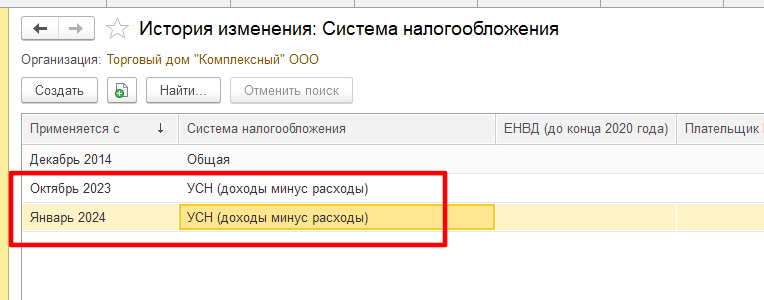 История изменения: Система налогообложения
Организация: Торговый дом "Комплексный" ООО
Создать Найти... Отменить поиск
Применяется с ↓ Система налогообложения ЕНВД (до конца 2020 года) Плательщик
Декабрь 2014 Общая
Октябрь 2023 УСН (доходы минус расходы)
Январь 2024 УСН (доходы минус расходы)